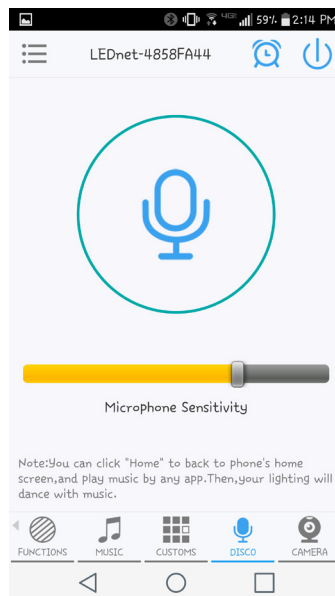 4G 59% 2:14 PM
LEDnet-4858FA44
Microphone Sensitivity
Note:You can click "Home" to back to phone's home
screen,and play music by any app.Then,your lighting will
dance with music.
FUNCTIONS MUSIC CUSTOMS DISCO CAMERA